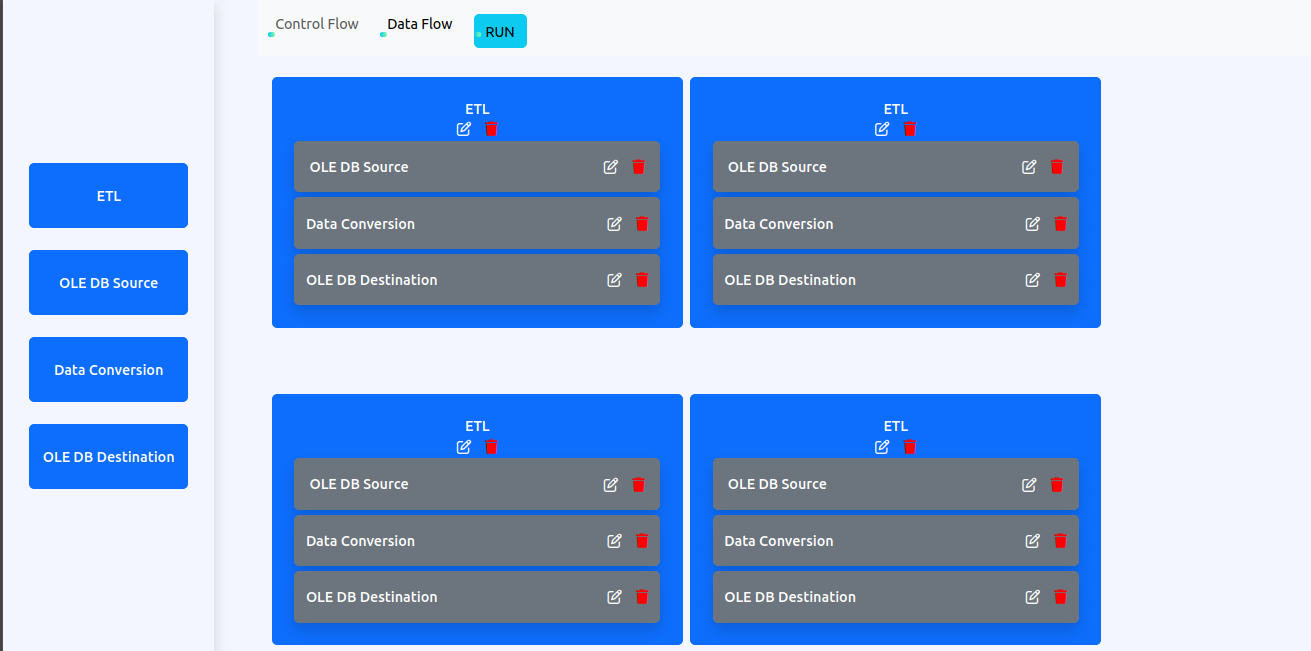 Control Flow
Data Flow
RUN
ETL
OLE DB Source
Data Conversion
OLE DB Destination
ETL
OLE DB Source
Data Conversion
OLE DB Destination
ETL
OLE DB Source
Data Conversion
OLE DB Destination
ETL
OLE DB Source
Data Conversion
OLE DB Destination
ETL
OLE DB Source
Data Conversion
OLE DB Destination